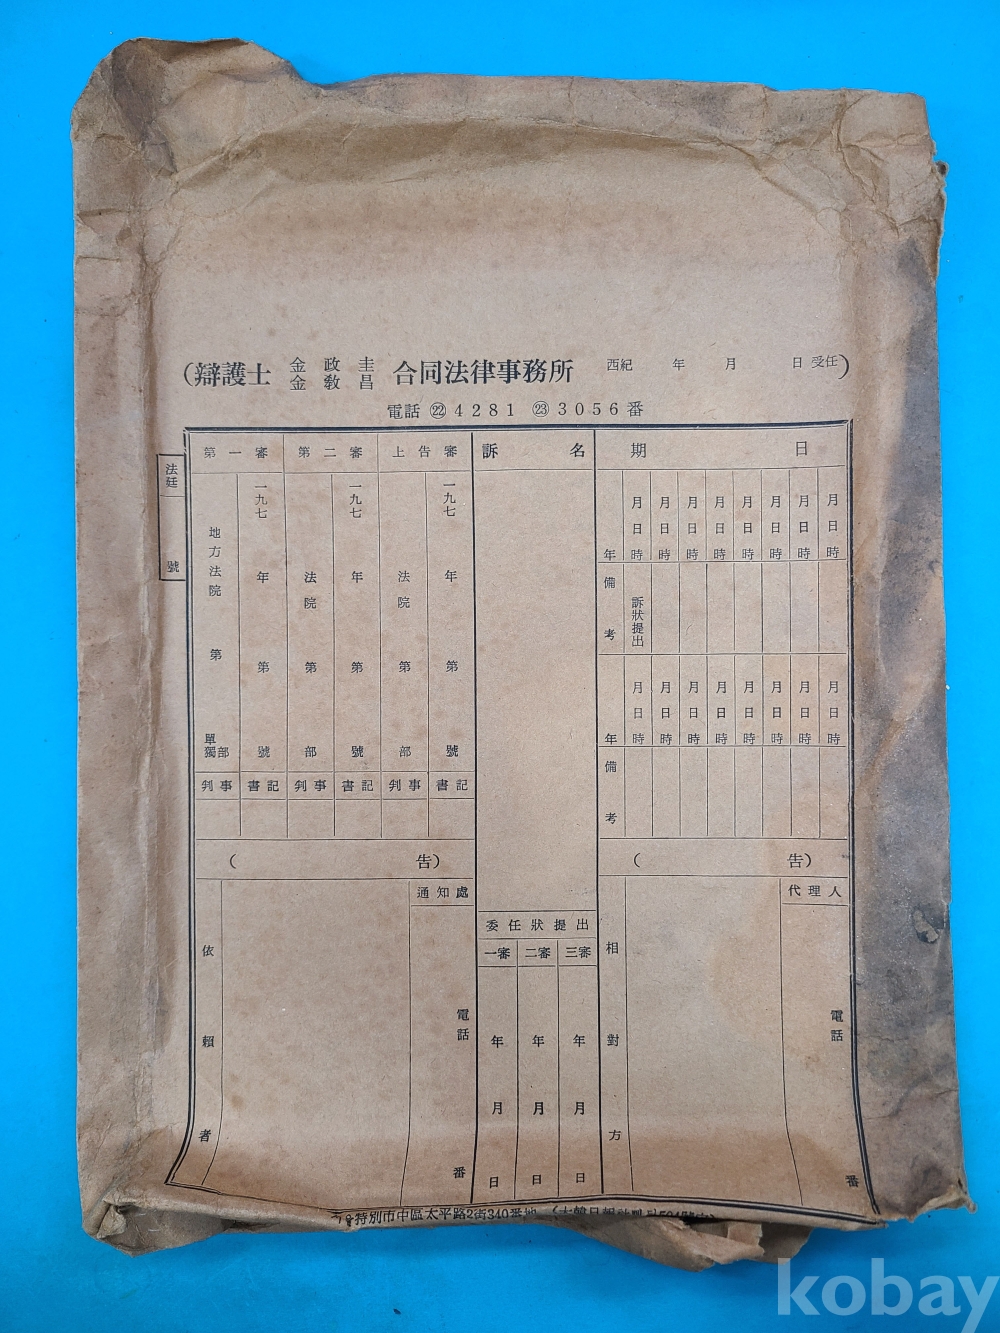 (辯護士 金政圭 金敎昌 合同法律事務所 西紀 年 月 日 受任)
電話 ㉒4281 ㉓3056番
法廷 號
第一審 第二審 上告審 訴名 期日
地方法院 第 單獨部
一九七 年 第 號
法院 第 部
一九七 年 第 號
法院 第 部
一九七 年 第 號
判事 書記 判事 書記 判事 書記
年 月日時 月日時 月日時 月日時 月日時 月日時 月日時 月日時
備考 訴狀提出
年 月日時 月日時 月日時 月日時 月日時 月日時 月日時 月日時
備考
( 告) ( 告)
依賴者 通知處 電話 番
委任狀提出
一審 二審 三審
年 年 年
月 月 月
日 日 日
相對方 代理人 電話 番
特別市中區太平路2街340番地
kobay